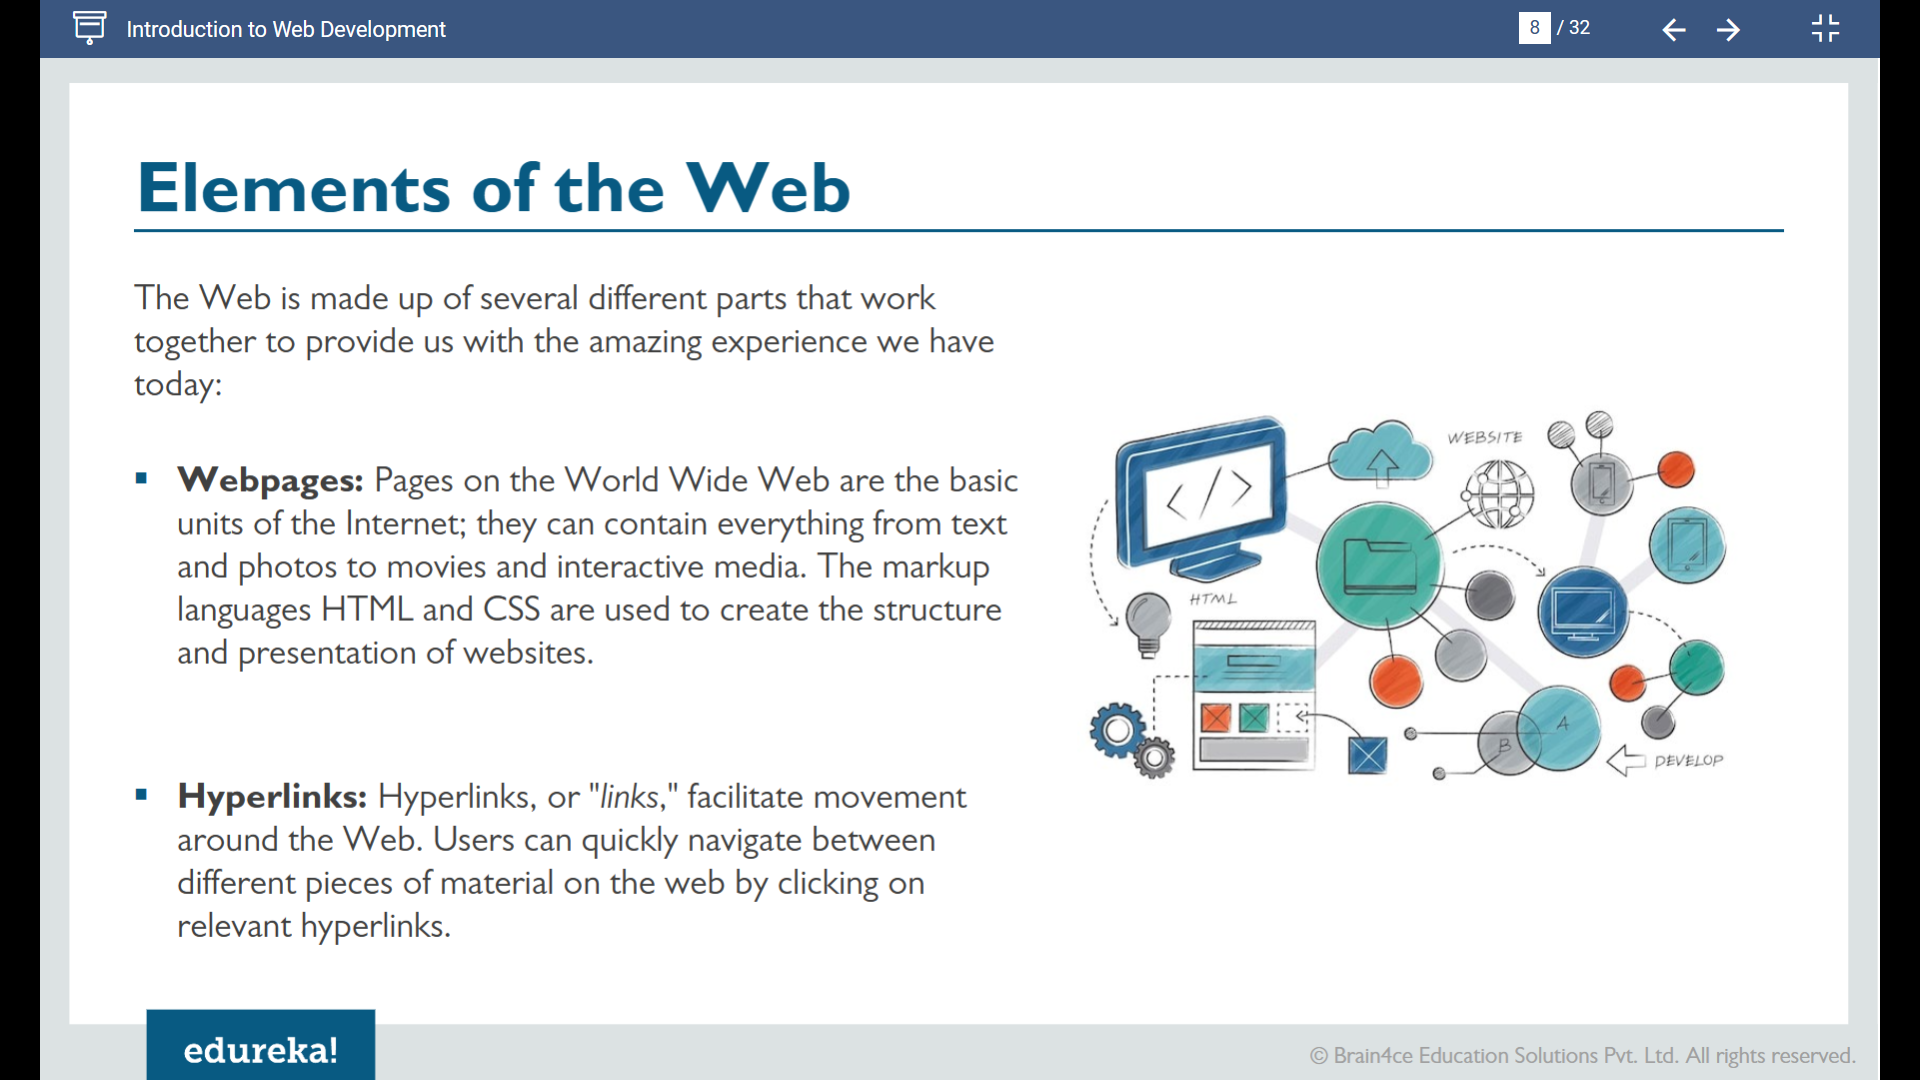 Introduction to Web Development
8 / 32
Elements of the Web
The Web is made up of several different parts that work
together to provide us with the amazing experience we have
today:
Webpages: Pages on the World Wide Web are the basic
units of the Internet; they can contain everything from text
and photos to movies and interactive media. The markup
languages HTML and CSS are used to create the structure
and presentation of websites.
Hyperlinks: Hyperlinks, or "links," facilitate movement
around the Web. Users can quickly navigate between
different pieces of material on the web by clicking on
relevant hyperlinks.
WEBSITE
</>
HTML
A
B
DEVELOP
edureka!
© Brain4ce Education Solutions Pvt. Ltd. All rights reserved.